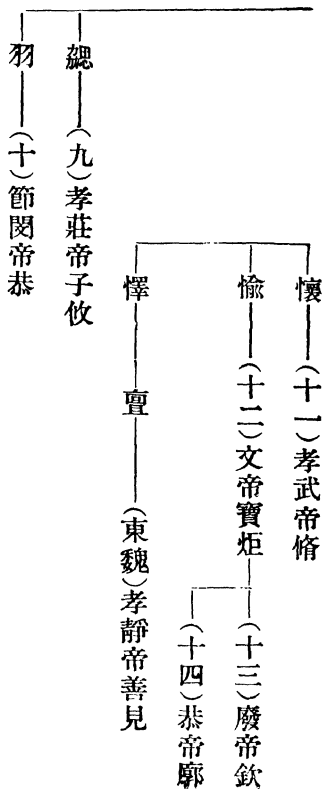 懷
(十一)孝武帝脩
愉
(十二)文帝寶炬
(十三)廢帝欽
(十四)恭帝廓
懌
亶
(東魏)孝靜帝善見
勰
(九)孝莊帝子攸
羽
(十)節閔帝恭